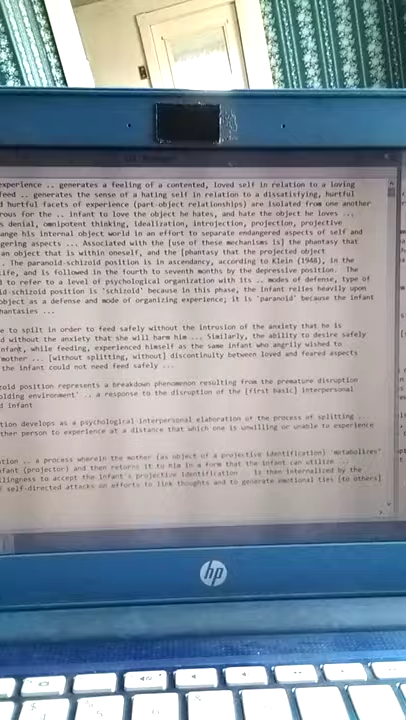 experience .. generates a feeling of a contented, loved self in relation to a loving
feed .. generates the sense of a hating self in relation to a dissatisfying, hurtful
d hurtful facets of experience (part-object relationships) are isolated from one another
rous for the .. infant to love the object he hates, and hate the object he loves ...
s denial, omnipotent thinking, idealization, introjection, projection, projective
ange his internal object world in an effort to separate endangered aspects of self and
gering aspects ... Associated with the [use of these mechanisms] is the phantasy that
an object that is within oneself, and the [phantasy that the projected object
. The paranoid-schizoid position is in ascendancy, according to Klein (1948), in the
life, and is followed in the fourth to seventh months by the depressive position. The
d to refer to a level of psychological organization with its .. modes of defense, type of
d-schizoid position is 'schizoid' because in this phase, the infant relies heavily upon
object as a defense and mode of organizing experience; it is 'paranoid' because the infant
hantasies ...
e to split in order to feed safely without the intrusion of the anxiety that he is
d without the anxiety that she will harm him ... Similarly, the ability to desire safely
infant, while feeding, experienced himself as the same infant who angrily wished to
mother ... [without splitting, without] discontinuity between loved and feared aspects
the infant could not need feed safely ...
zoid position represents a breakdown phenomenon resulting from the premature disruption
olding environment' .. a response to the disruption of the (first basic] interpersonal
d infant
tion develops as a psychological-interpersonal elaboration of the process of splitting ...
ther person to experience at a distance that which one is unwilling or unable to experience
ation .. a process wherein the mother (as object of a projective identification) 'metabolizes'
nfant (projector) and then returns it to him in a form that the infant can utilize ...
llingness to accept the infant's projective identification .. is then internalized by the
f self-directed attacks on efforts to link thoughts and to generate emotional ties [to others]
hp